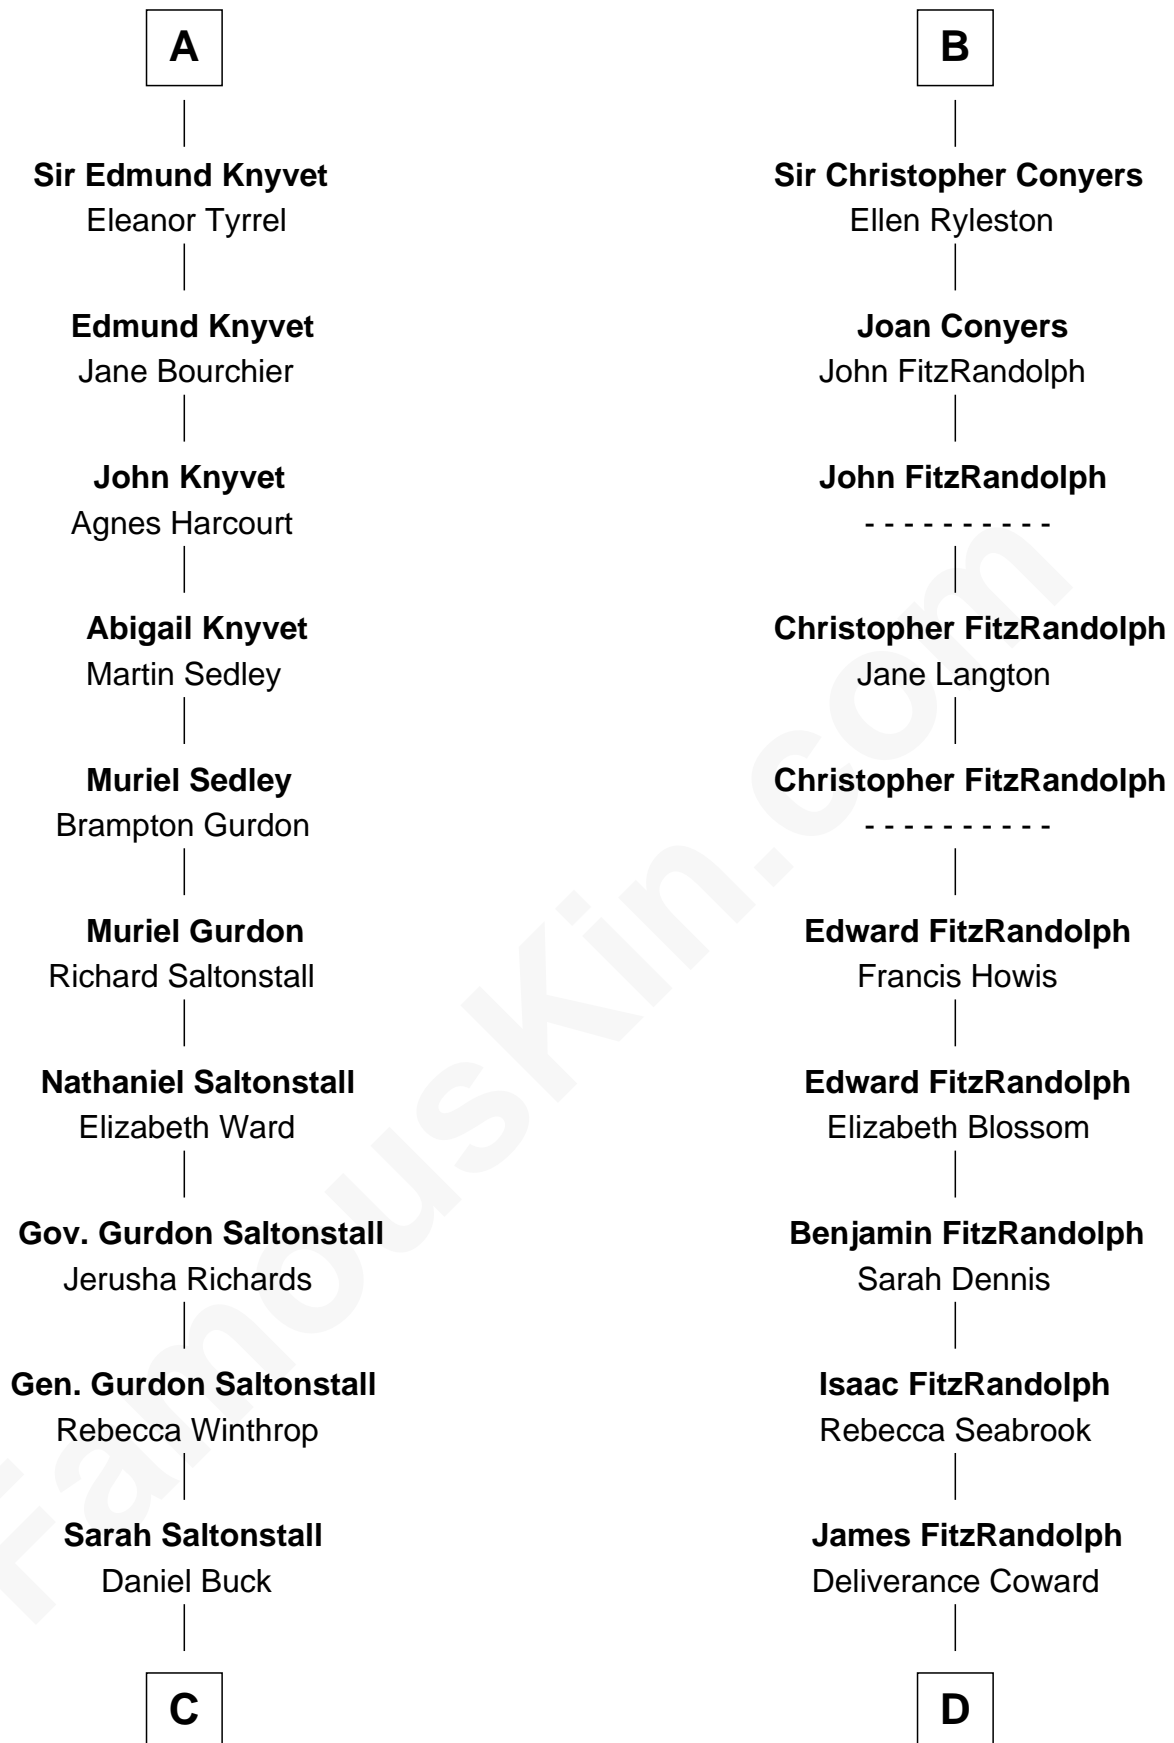 A
Sir Edmund Knyvet
Eleanor Tyrrel
Edmund Knyvet
Jane Bourchier
John Knyvet
Agnes Harcourt
Abigail Knyvet
Martin Sedley
Muriel Sedley
Brampton Gurdon
Muriel Gurdon
Richard Saltonstall
Nathaniel Saltonstall
Elizabeth Ward
Gov. Gurdon Saltonstall
Jerusha Richards
Gen. Gurdon Saltonstall
Rebecca Winthrop
Sarah Saltonstall
Daniel Buck
C
B
Sir Christopher Conyers
Ellen Ryleston
Joan Conyers
John FitzRandolph
John FitzRandolph
- - - - - - - - - -
Christopher FitzRandolph
Jane Langton
Christopher FitzRandolph
- - - - - - - - - -
Edward FitzRandolph
Francis Howis
Edward FitzRandolph
Elizabeth Blossom
Benjamin FitzRandolph
Sarah Dennis
Isaac FitzRandolph
Rebecca Seabrook
James FitzRandolph
Deliverance Coward
D
FamousKin.com